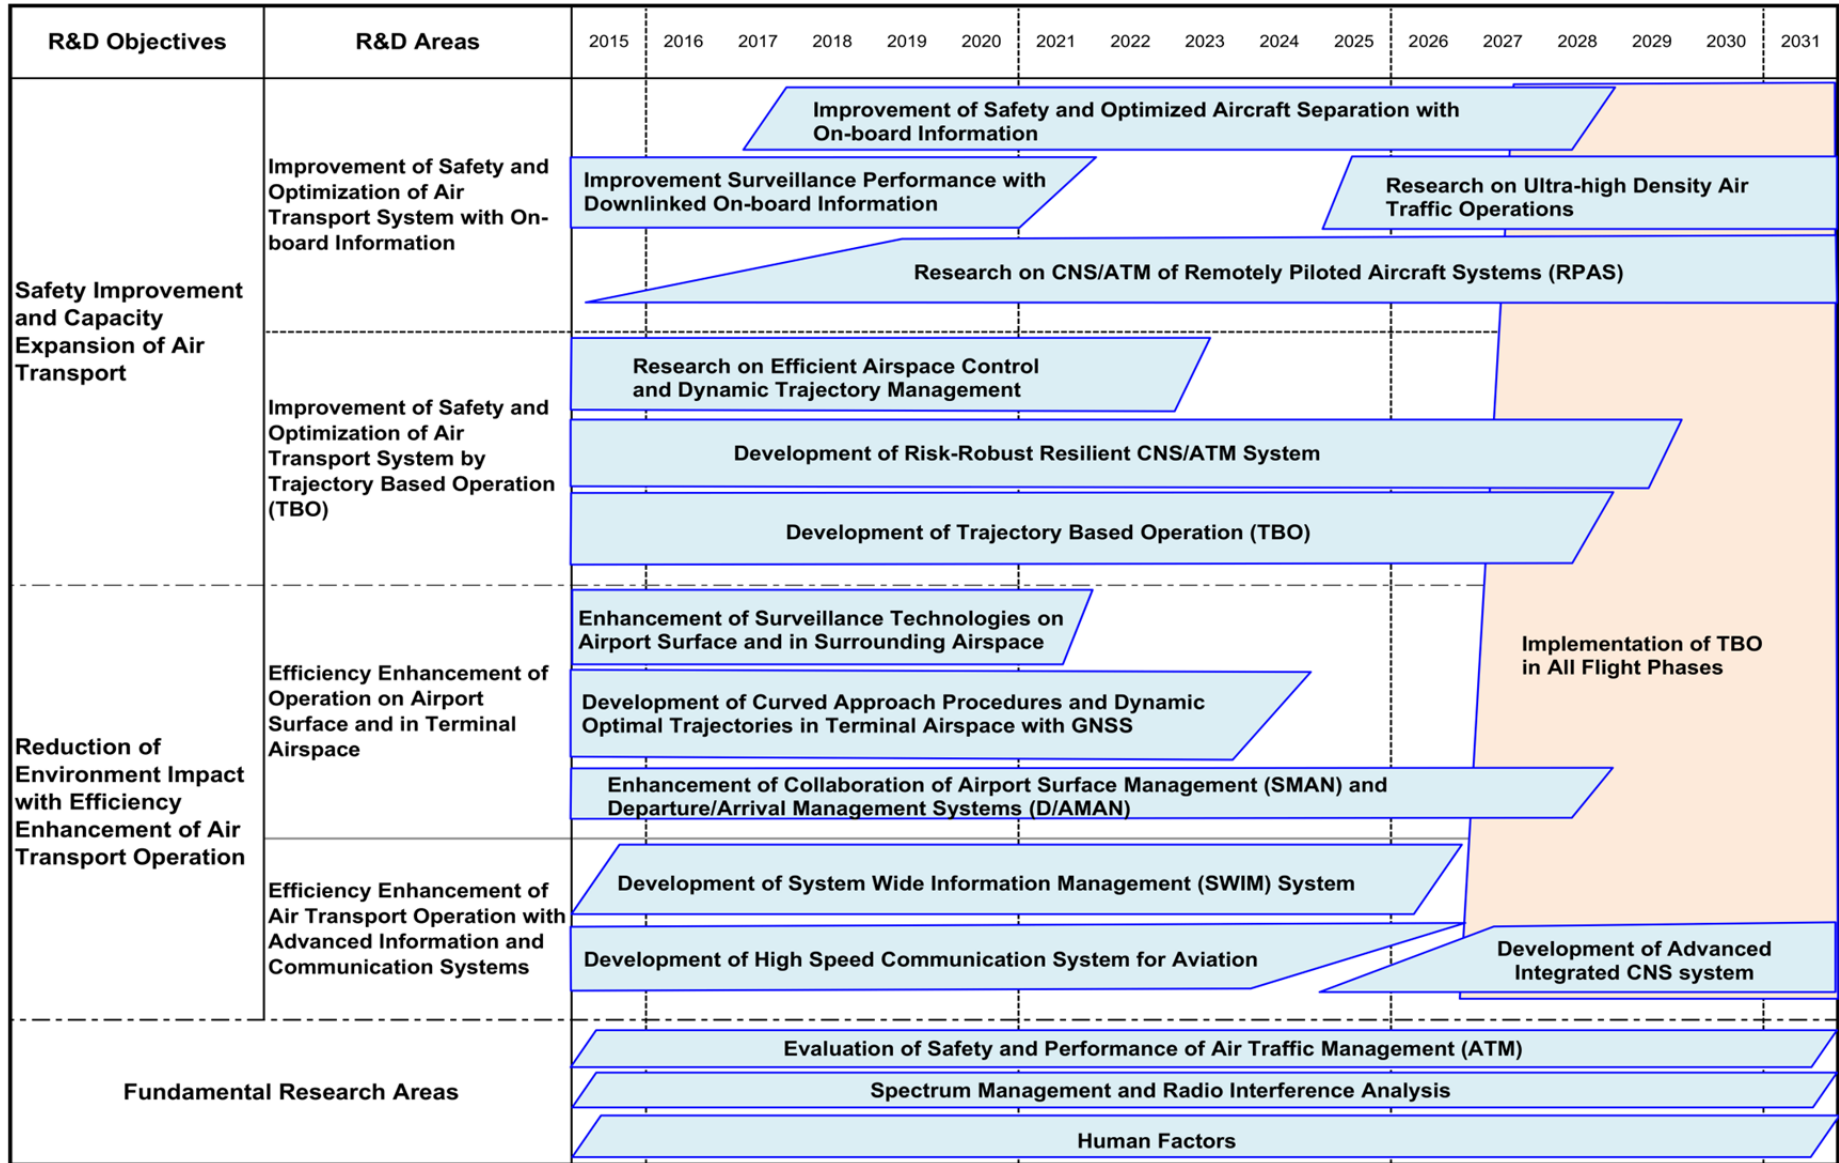 R&D Objectives
R&D Areas
2015 2016 2017 2018 2019 2020 2021 2022 2023 2024 2025 2026 2027 2028 2029 2030 2031
Safety Improvement
and Capacity
Expansion of Air
Transport
Improvement of Safety and
Optimization of Air
Transport System with On-
board Information
Improvement of Safety and Optimized Aircraft Separation with
On-board Information
Improvement Surveillance Performance with
Downlinked On-board Information
Research on Ultra-high Density Air
Traffic Operations
Research on CNS/ATM of Remotely Piloted Aircraft Systems (RPAS)
Improvement of Safety and
Optimization of Air
Transport System by
Trajectory Based Operation
(TBO)
Research on Efficient Airspace Control
and Dynamic Trajectory Management
Development of Risk-Robust Resilient CNS/ATM System
Development of Trajectory Based Operation (TBO)
Reduction of
Environment Impact
with Efficiency
Enhancement of Air
Transport Operation
Efficiency Enhancement of
Operation on Airport
Surface and in Terminal
Airspace
Enhancement of Surveillance Technologies on
Airport Surface and in Surrounding Airspace
Development of Curved Approach Procedures and Dynamic
Optimal Trajectories in Terminal Airspace with GNSS
Enhancement of Collaboration of Airport Surface Management (SMAN) and
Departure/Arrival Management Systems (D/AMAN)
Implementation of TBO
in All Flight Phases
Efficiency Enhancement of
Air Transport Operation with
Advanced Information and
Communication Systems
Development of System Wide Information Management (SWIM) System
Development of High Speed Communication System for Aviation
Development of Advanced
Integrated CNS system
Fundamental Research Areas
Evaluation of Safety and Performance of Air Traffic Management (ATM)
Spectrum Management and Radio Interference Analysis
Human Factors